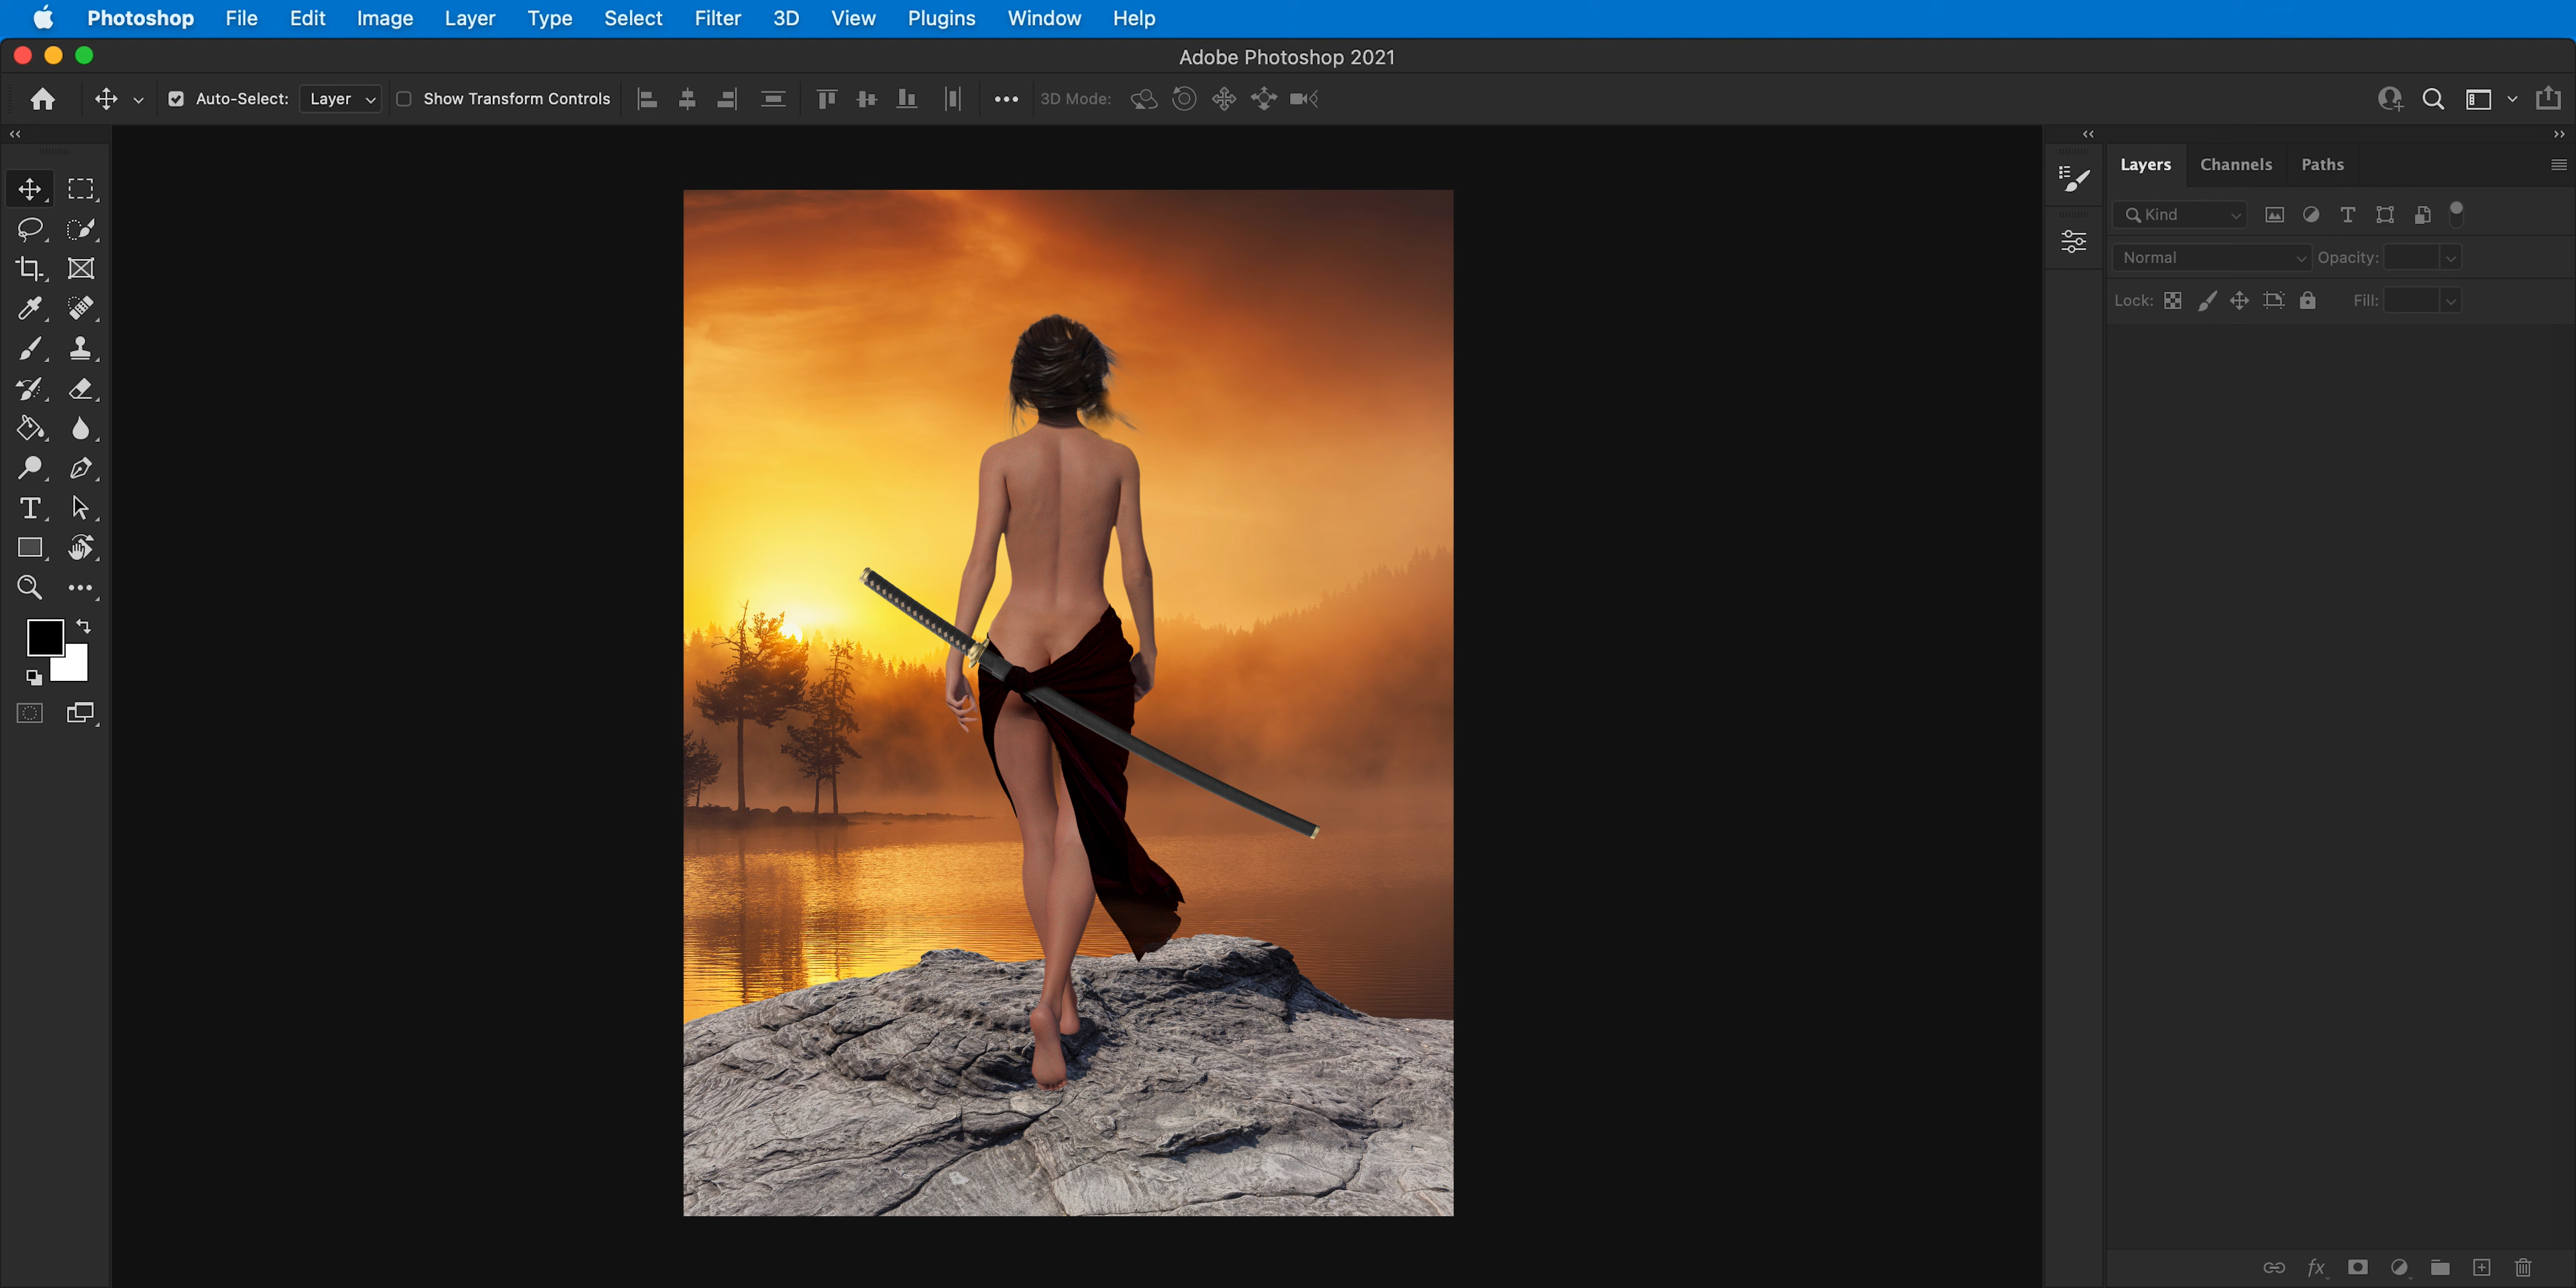 Photoshop File Edit Image Layer Type Select Filter 3D View Plugins Window Help
Adobe Photoshop 2021
Auto-Select: Layer Show Transform Controls 3D Mode:
Layers Channels Paths
Kind
Normal Opacity:
Lock: Fill:
fx